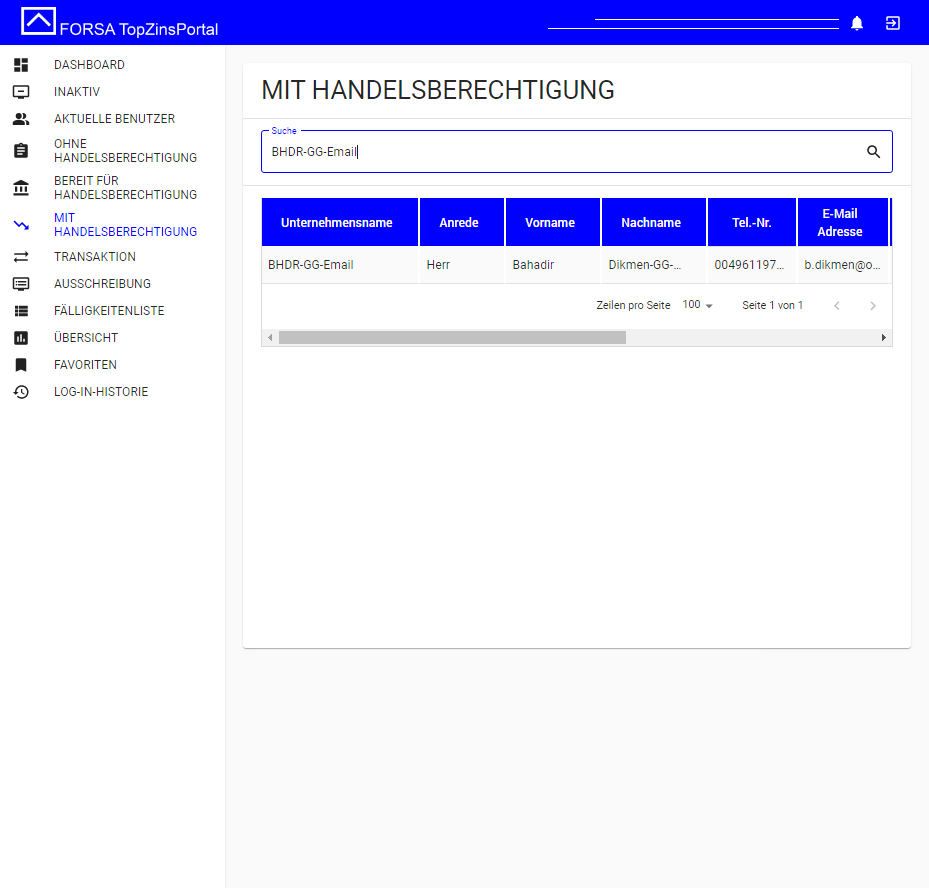 FORSA TopZinsPortal
DASHBOARD
INAKTIV
AKTUELLE BENUTZER
OHNE
HANDELSBERECHTIGUNG
BEREIT FÜR
HANDELSBERECHTIGUNG
MIT
HANDELSBERECHTIGUNG
TRANSAKTION
AUSSCHREIBUNG
FÄLLIGKEITENLISTE
ÜBERSICHT
FAVORITEN
LOG-IN-HISTORIE
MIT HANDELSBERECHTIGUNG
Suche
BHDR-GG-Email
Unternehmensname Anrede Vorname Nachname Tel.-Nr. E-Mail
Adresse
BHDR-GG-Email Herr Bahadir Dikmen-GG-... 004961197... b.dikmen@o...
Zeilen pro Seite 100 Seite 1 von 1